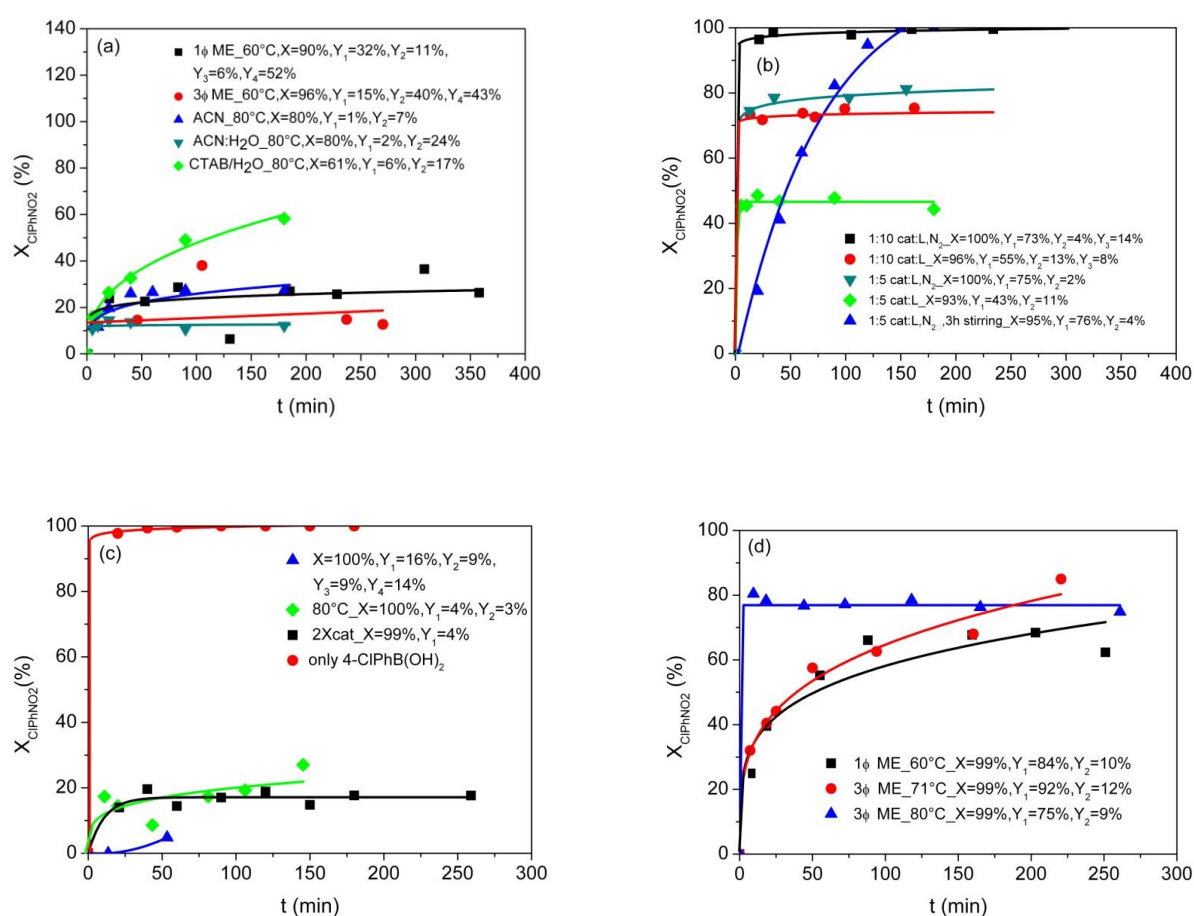 (a)
1ϕ ME_60°C,X=90%,Y₁=32%,Y₂=11%,
Y₃=6%,Y₄=52%
3ϕ ME_60°C,X=96%,Y₁=15%,Y₂=40%,Y₄=43%
ACN_80°C,X=80%,Y₁=1%,Y₂=7%
ACN:H₂O_80°C,X=80%,Y₁=2%,Y₂=24%
CTAB/H₂O_80°C,X=61%,Y₁=6%,Y₂=17%
140
120
100
80
60
40
20
0
X_ClPhNO2 (%)
0 50 100 150 200 250 300 350 400
t (min)
(b)
1:10 cat:L,N₂_X=100%,Y₁=73%,Y₂=4%,Y₃=14%
1:10 cat:L_X=96%,Y₁=55%,Y₂=13%,Y₃=8%
1:5 cat:L,N₂_X=100%,Y₁=75%,Y₂=2%
1:5 cat:L_X=93%,Y₁=43%,Y₂=11%
1:5 cat:L,N₂,3h stirring_X=95%,Y₁=76%,Y₂=4%
100
80
60
40
20
0
X_ClPhNO2(%)
0 50 100 150 200 250 300 350 400
t (min)
(c)
X=100%,Y₁=16%,Y₂=9%,
Y₃=9%,Y₄=14%
80°C_X=100%,Y₁=4%,Y₂=3%
2Xcat_X=99%,Y₁=4%
only 4-ClPhB(OH)₂
100
80
60
40
20
0
X_ClPhNO2(%)
0 50 100 150 200 250 300
t (min)
(d)
1ϕ ME_60°C_X=99%,Y₁=84%,Y₂=10%
3ϕ ME_71°C_X=99%,Y₁=92%,Y₂=12%
3ϕ ME_80°C_X=99%,Y₁=75%,Y₂=9%
100
80
60
40
20
0
X_ClPhNO2(%)
0 50 100 150 200 250 300
t (min)